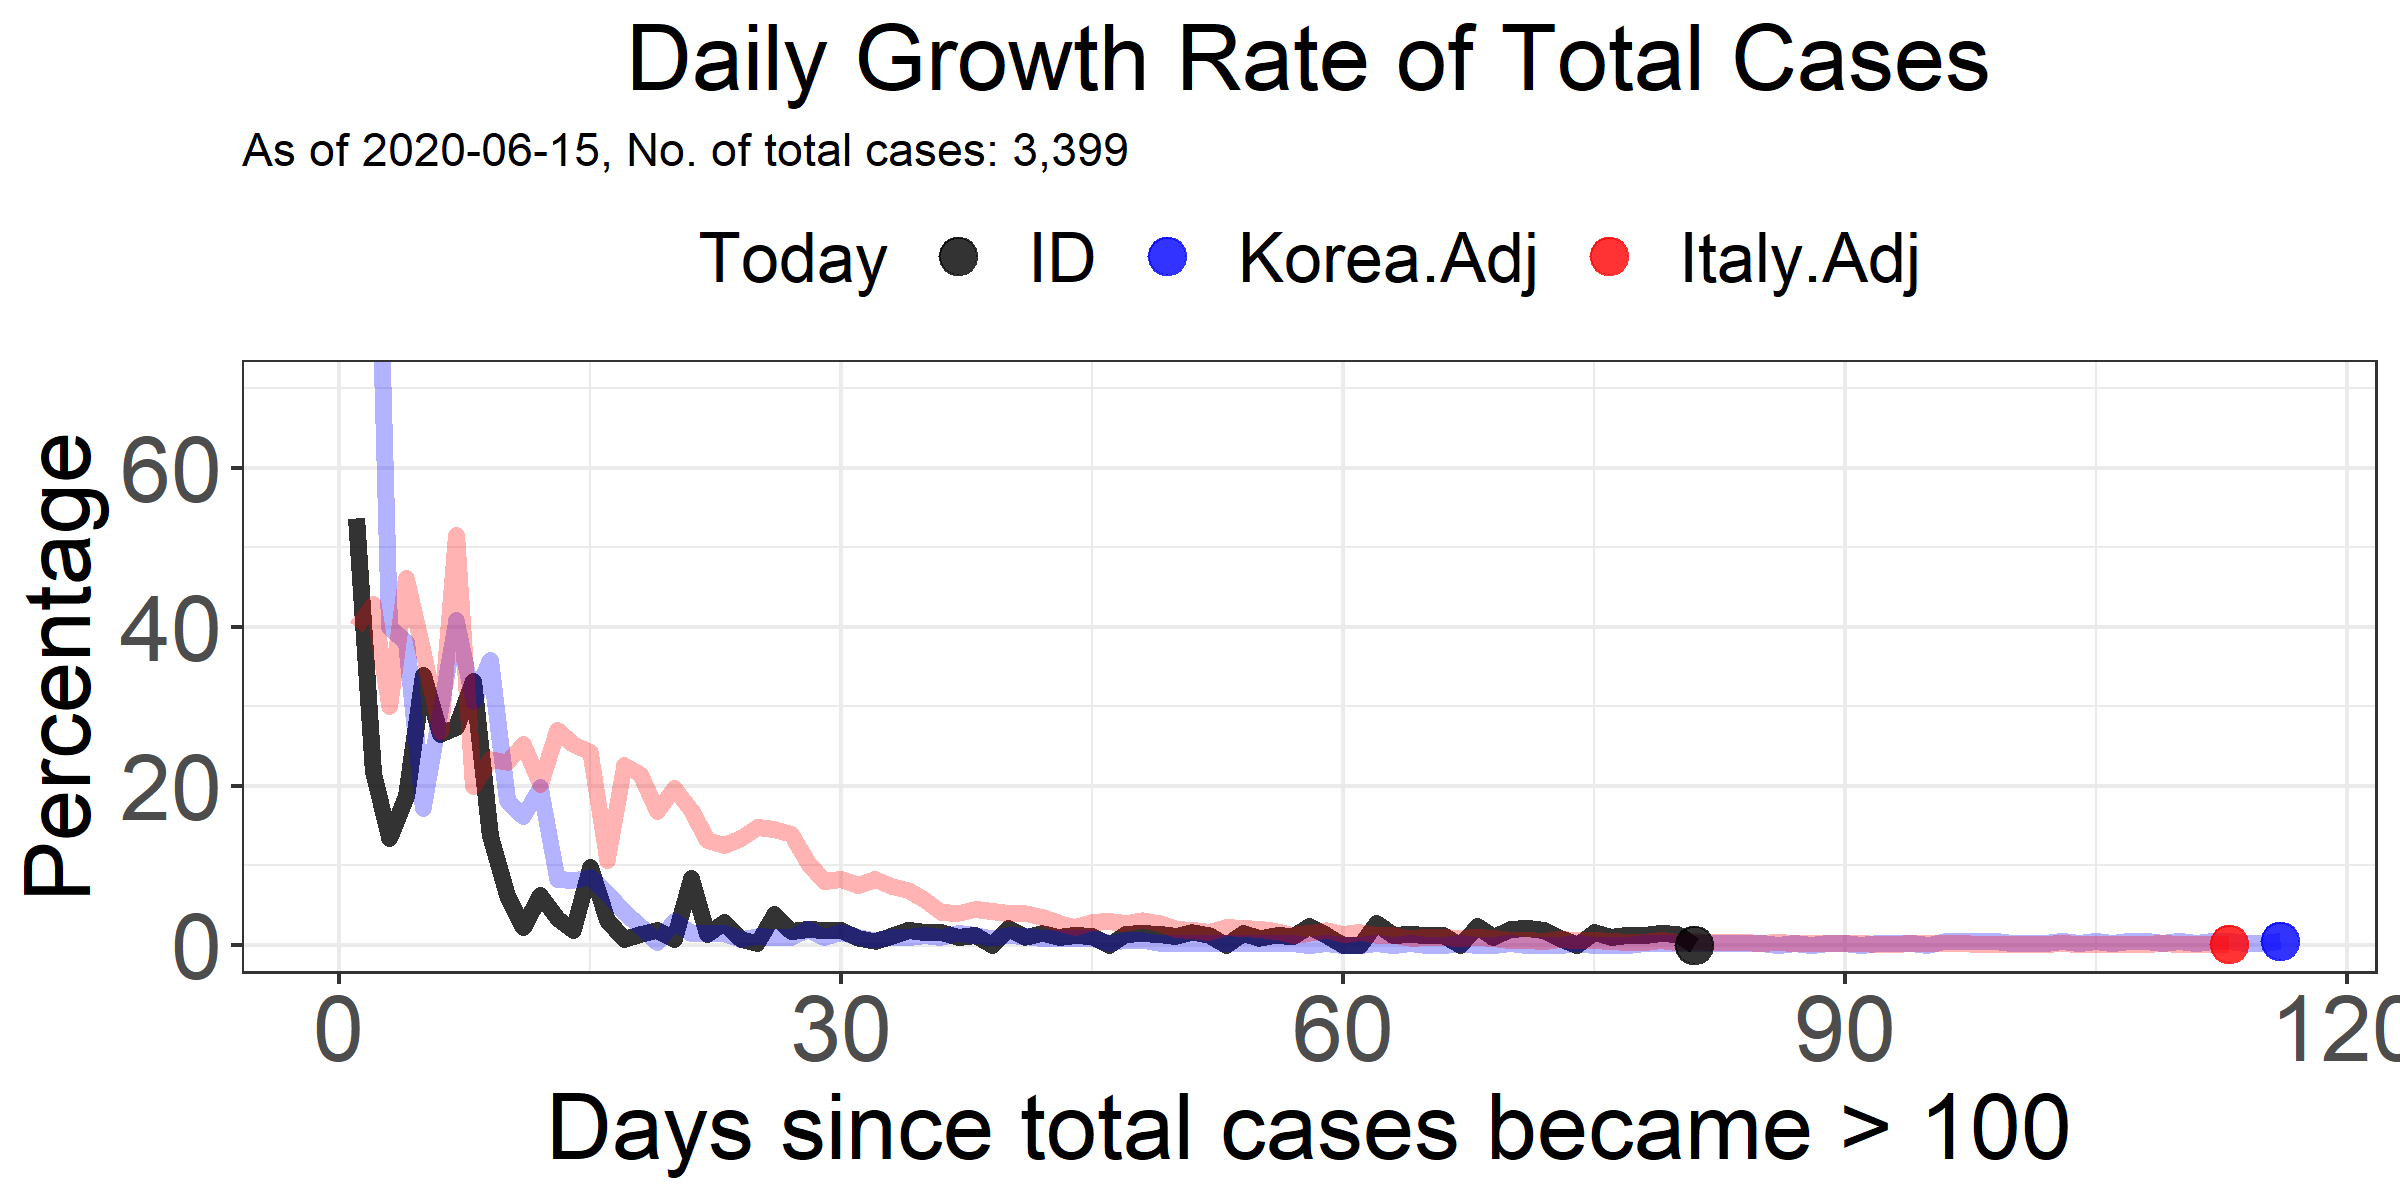 Daily Growth Rate of Total Cases
As of 2020-06-15, No. of total cases: 3,399
Today ID Korea.Adj Italy.Adj
Percentage
60
40
20
0
0 30 60 90 120
Days since total cases became > 100